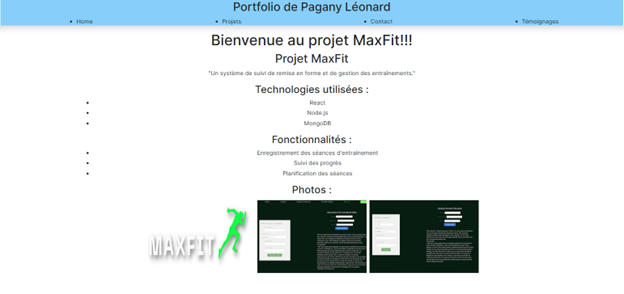 Portfolio de Pagany Léonard
Home Projets Contact Témoignages
Bienvenue au projet MaxFit!!!
Projet MaxFit
"Un système de suivi de remise en forme et de gestion des entraînements."
Technologies utilisées :
React
Node.js
MongoDB
Fonctionnalités :
Enregistrement des séances d'entraînement
Suivi des progrès
Planification des séances
Photos :
MAXFIT